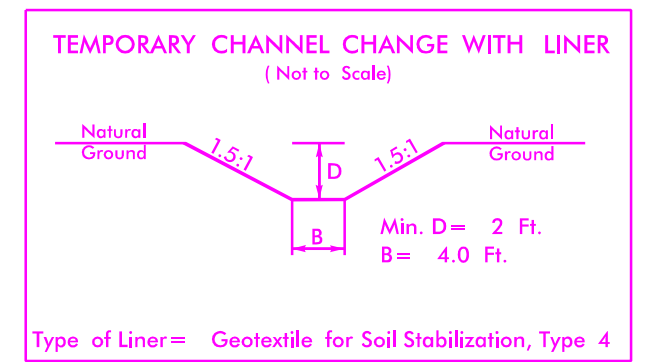 TEMPORARY CHANNEL CHANGE WITH LINER
( Not to Scale)
Natural
Ground
1.5:1
D
1.5:1
Natural
Ground
B
Min. D= 2 Ft.
B= 4.0 Ft.
Type of Liner= Geotextile for Soil Stabilization, Type 4